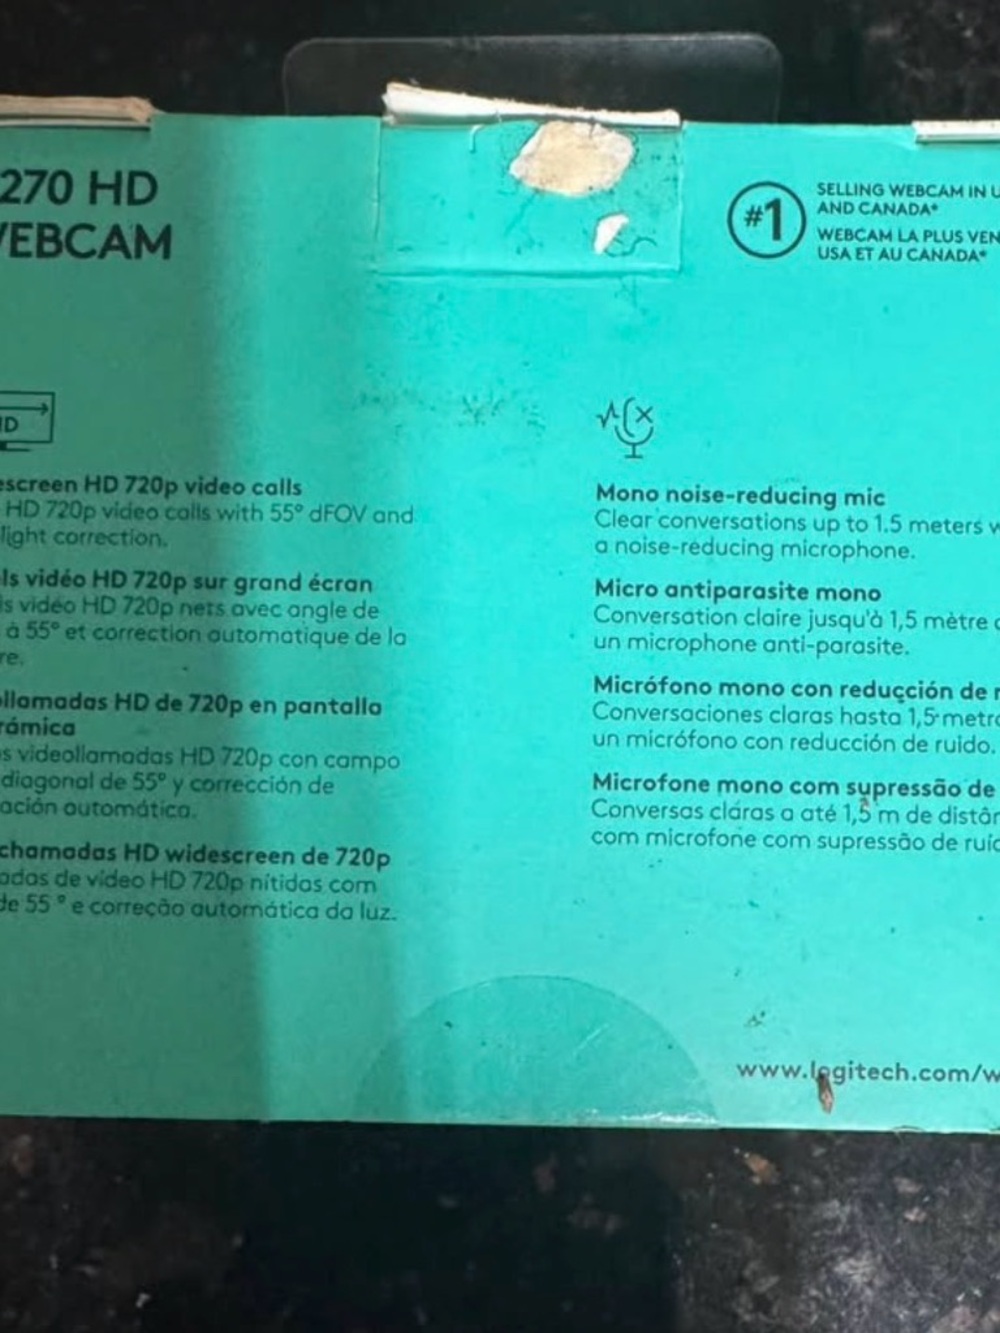 270 HD
WEBCAM
#1
SELLING WEBCAM IN U
AND CANADA*
WEBCAM LA PLUS VEN
USA ET AU CANADA*
HD
escreen HD 720p video calls
HD 720p video calls with 55° dFOV and
light correction.
ls vidéo HD 720p sur grand écran
ls vidéo HD 720p nets avec angle de
à 55° et correction automatique de la
re.
ollamadas HD de 720p en pantalla
rámica
s videollamadas HD 720p con campo
diagonal de 55° y corrección de
ación automática.
chamadas HD widescreen de 720p
adas de vídeo HD 720p nítidas com
de 55 ° e correção automática da luz.
Mono noise-reducing mic
Clear conversations up to 1.5 meters w
a noise-reducing microphone.
Micro antiparasite mono
Conversation claire jusqu'à 1,5 mètre a
un microphone anti-parasite.
Micrófono mono con reducción de r
Conversaciones claras hasta 1,5 metro
un micrófono con reducción de ruido.
Microfone mono com supressão de
Conversas claras a até 1,5 m de distân
com microfone com supressão de ruíd
www.logitech.com/w